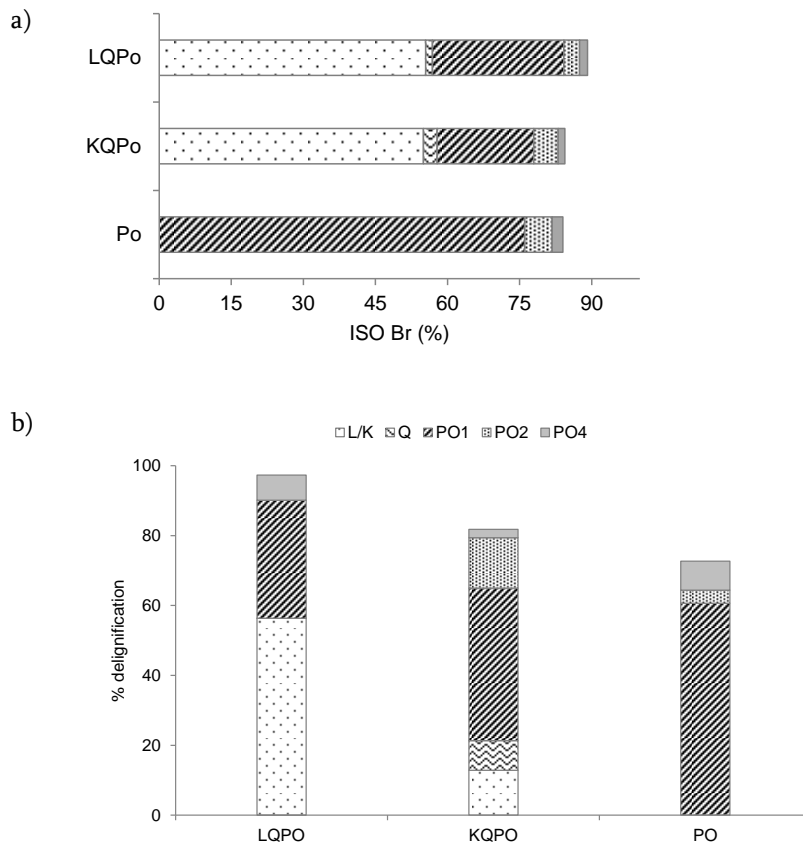 a)
LQPo
KQPo
Po
0 15 30 45 60 75 90
ISO Br (%)
b)
L/K Q PO1 PO2 PO4
100
80
60
40
20
0
% delignification
LQPO KQPO PO